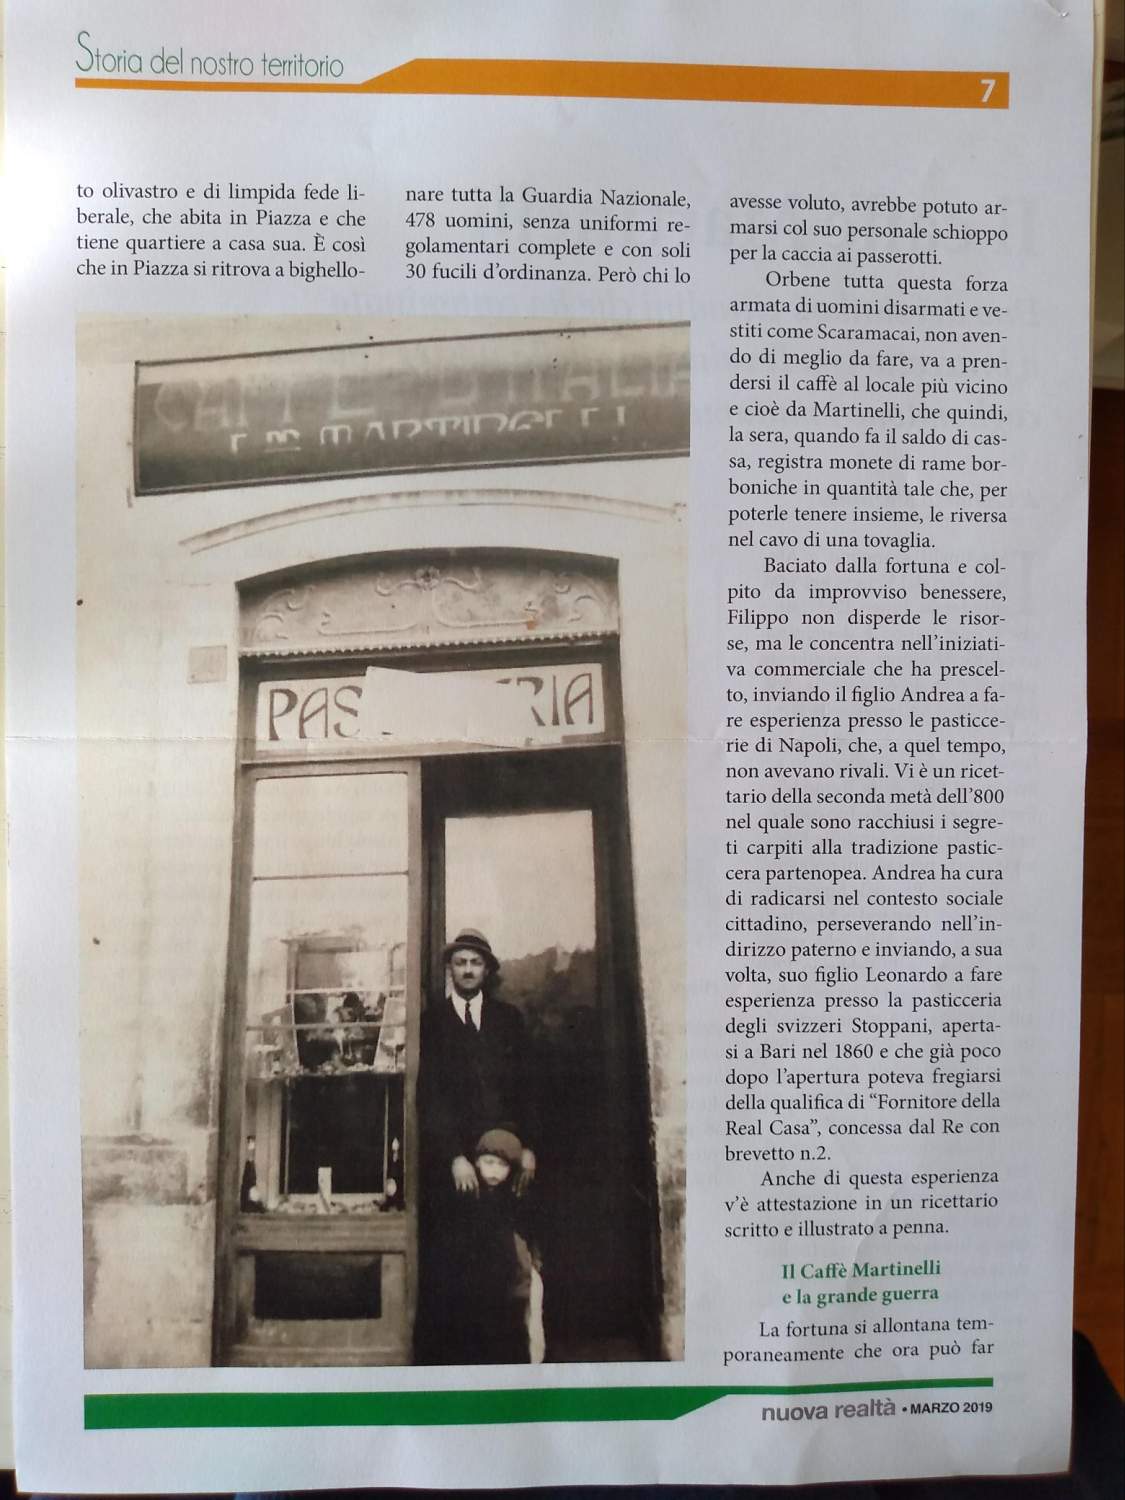 Storia del nostro territorio
7
to olivastro e di limpida fede li-
berale, che abita in Piazza e che
tiene quartiere a casa sua. È così
che in Piazza si ritrova a bighello-
nare tutta la Guardia Nazionale,
478 uomini, senza uniformi re-
golamentari complete e con soli
30 fucili d'ordinanza. Però chi lo
CAFFÈ D'ITALIA
MARTINELLI
PAS RIA
avesse voluto, avrebbe potuto ar-
marsi col suo personale schioppo
per la caccia ai passerotti.
Orbene tutta questa forza
armata di uomini disarmati e ve-
stiti come Scaramacai, non aven-
do di meglio da fare, va a pren-
dersi il caffè al locale più vicino
e cioè da Martinelli, che quindi,
la sera, quando fa il saldo di cas-
sa, registra monete di rame bor-
boniche in quantità tale che, per
poterle tenere insieme, le riversa
nel cavo di una tovaglia.
Baciato dalla fortuna e col-
pito da improvviso benessere,
Filippo non disperde le risor-
se, ma le concentra nell'iniziati-
va commerciale che ha prescel-
to, inviando il figlio Andrea a fa-
re esperienza presso le pasticce-
rie di Napoli, che, a quel tempo,
non avevano rivali. Vi è un ricet-
tario della seconda metà dell'800
nel quale sono racchiusi i segre-
ti carpiti alla tradizione pastic-
cera partenopea. Andrea ha cura
di radicarsi nel contesto sociale
cittadino, perseverando nell'in-
dirizzo paterno e inviando, a sua
volta, suo figlio Leonardo a fare
esperienza presso la pasticceria
degli svizzeri Stoppani, aperta-
si a Bari nel 1860 e che già poco
dopo l'apertura poteva fregiarsi
della qualifica di “Fornitore della
Real Casa”, concessa dal Re con
brevetto n.2.
Anche di questa esperienza
v'è attestazione in un ricettario
scritto e illustrato a penna.
Il Caffè Martinelli
e la grande guerra
La fortuna si allontana tem-
poraneamente che ora può far
nuova realtà • MARZO 2019